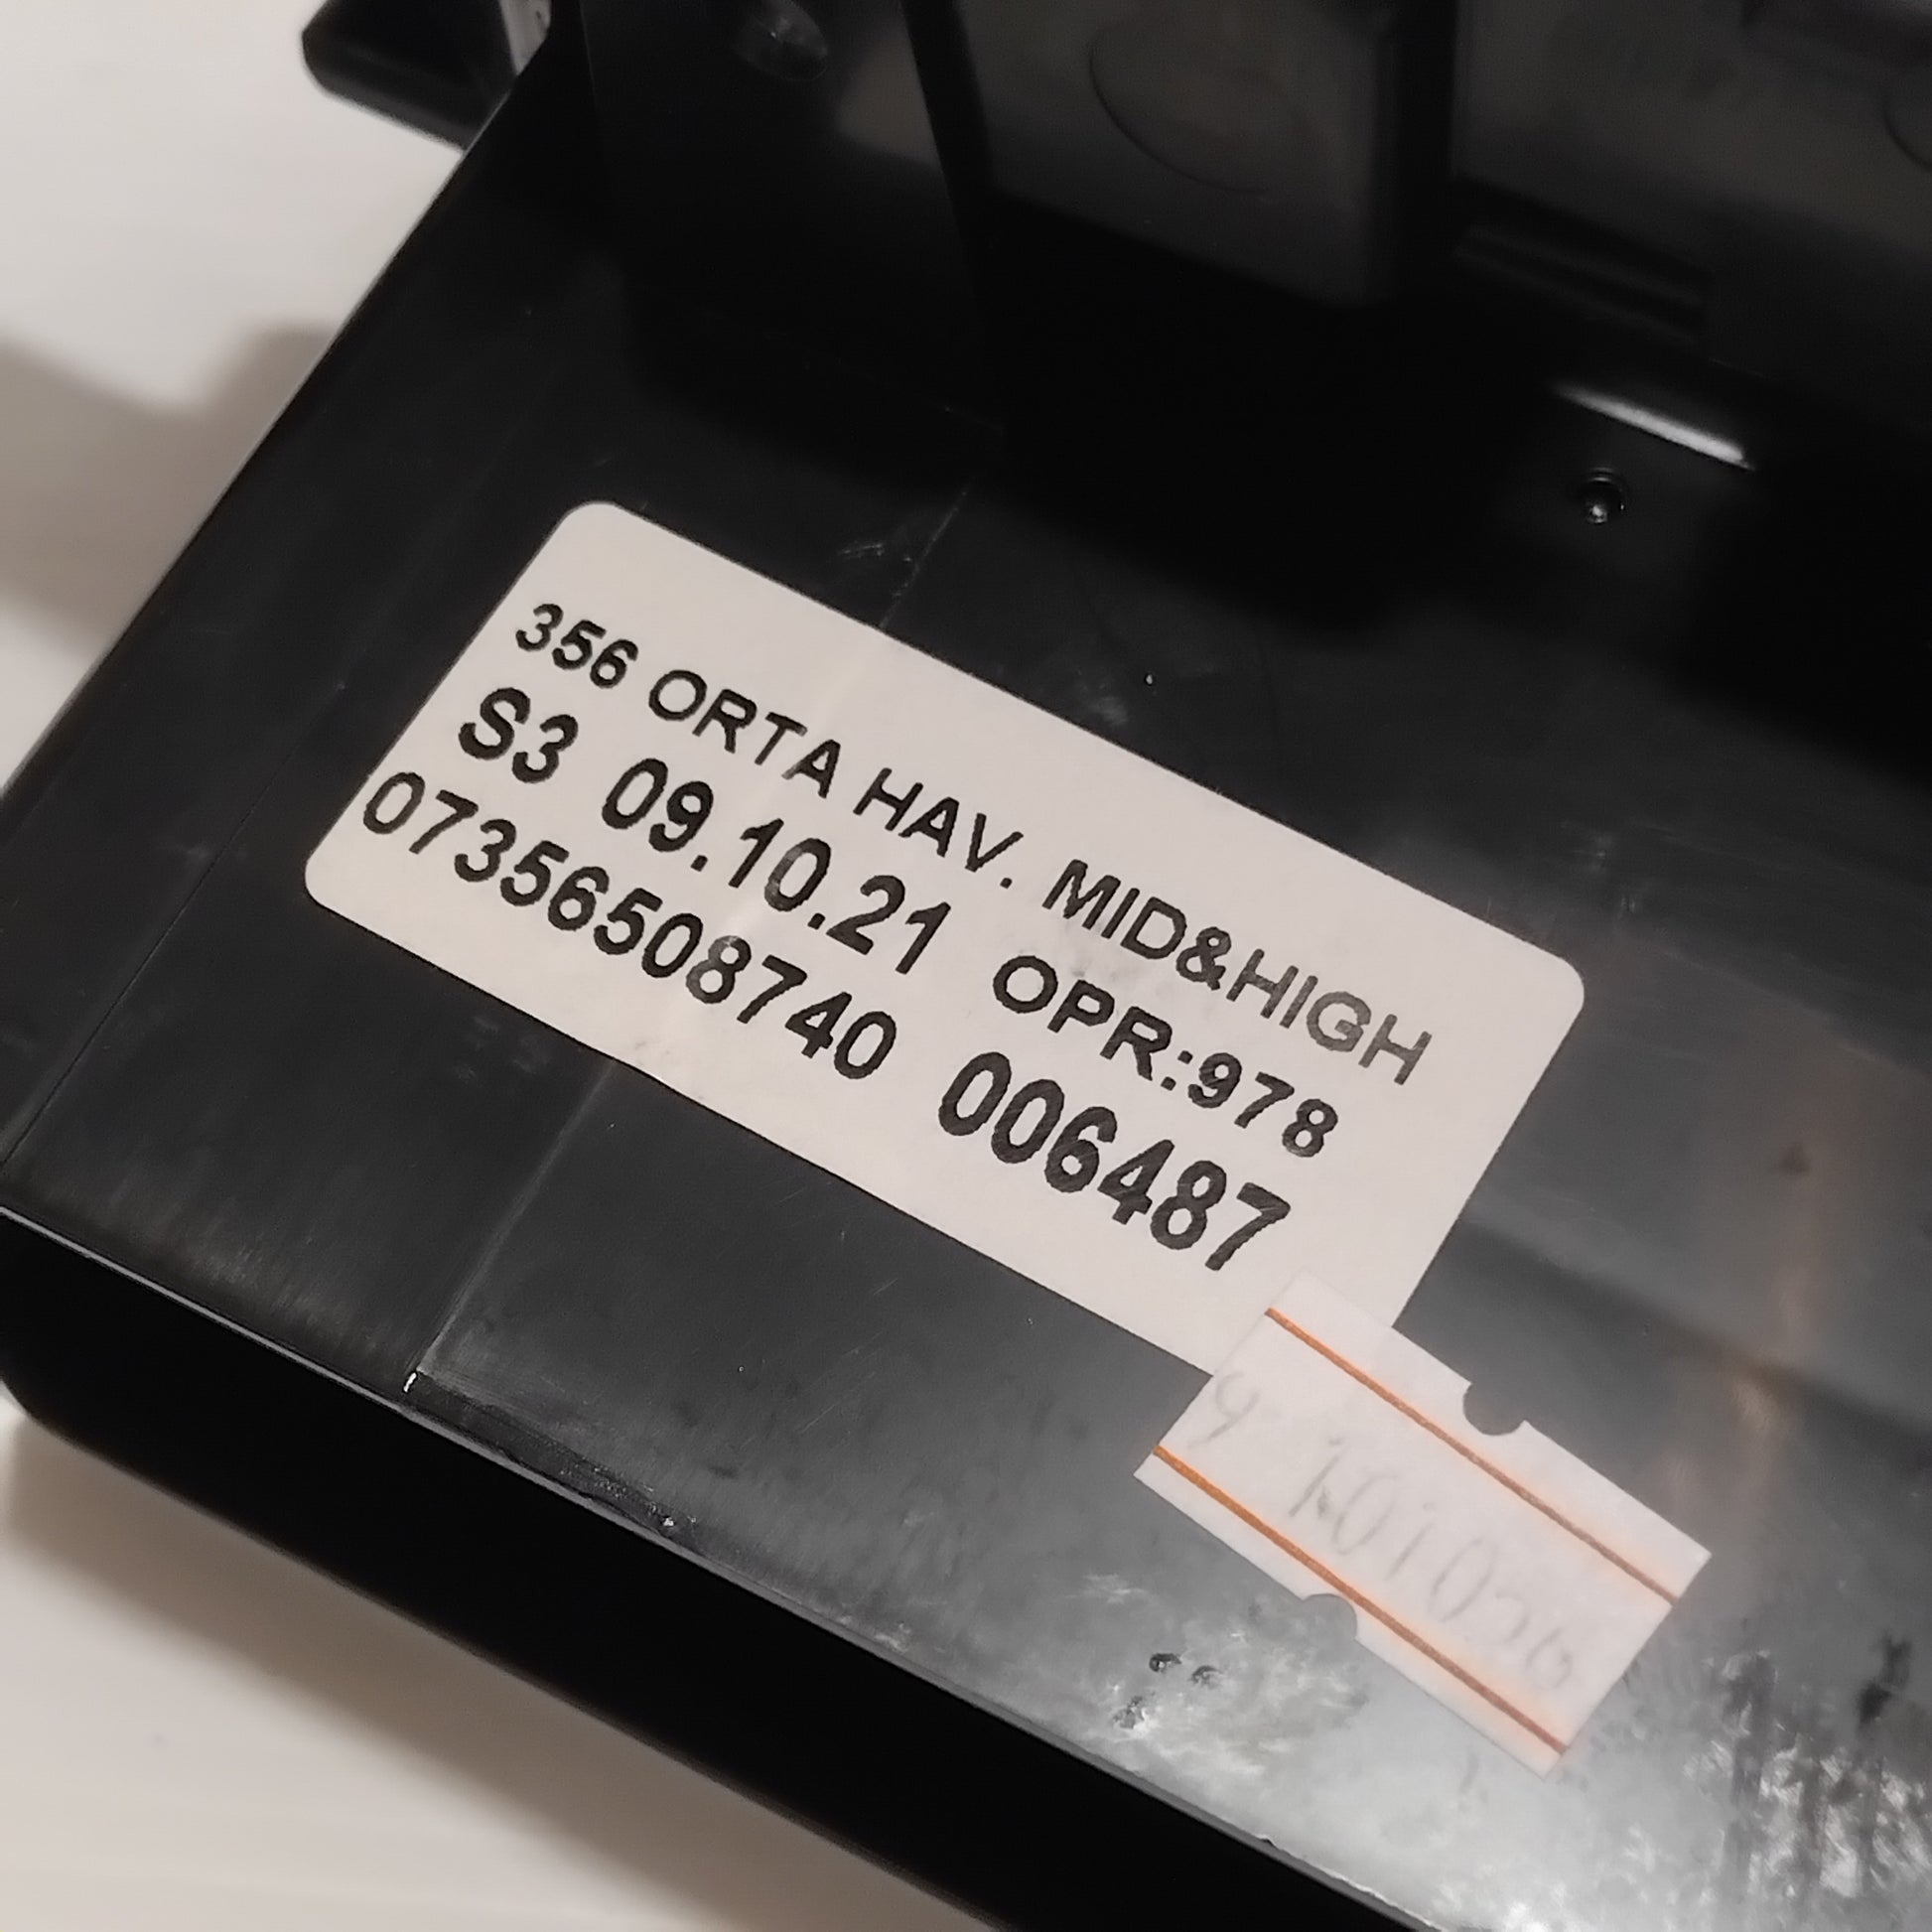 356 ORTA HAV. MID&HIGH
S3 09.10.21 OPR:978
07356508740 006487